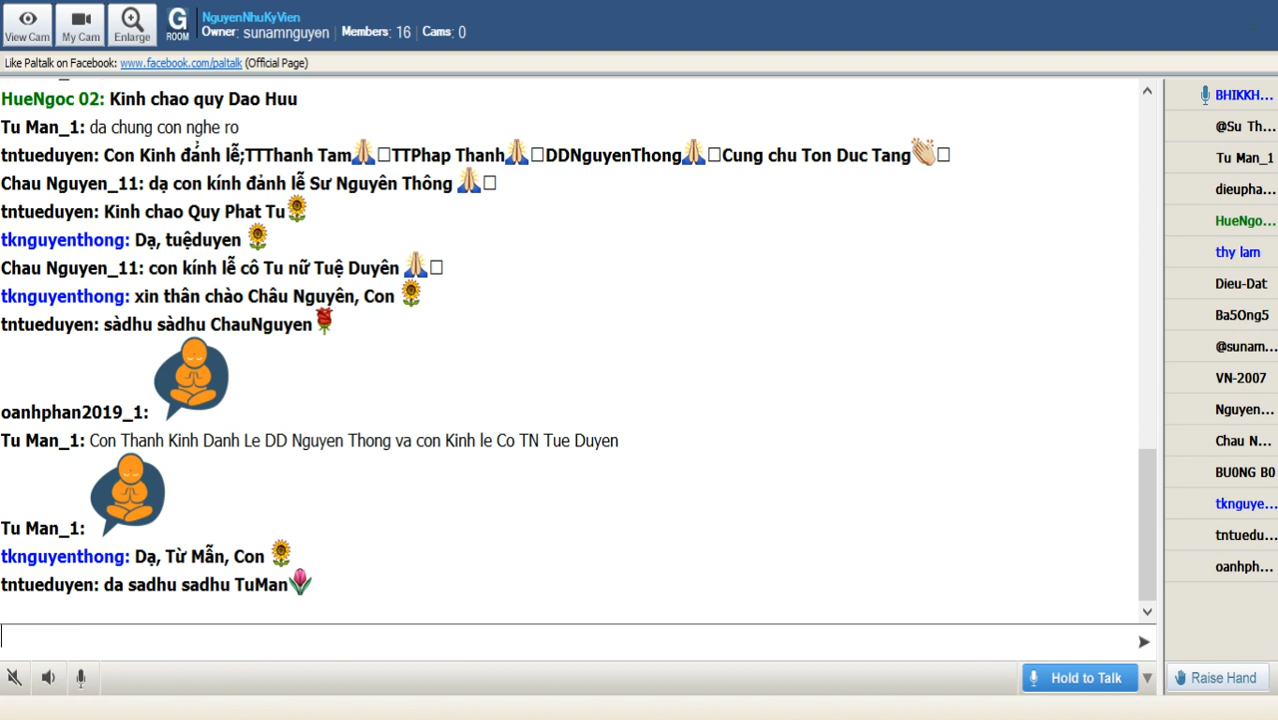 View Cam
My Cam
Enlarge
G
ROOM
NguyenNhuKyVien
Owner: sunamnguyen | Members: 16 | Cams: 0
Like Paltalk on Facebook: www.facebook.com/paltalk (Official Page)
HueNgoc 02: Kinh chao quy Dao Huu
Tu Man_1: da chung con nghe ro
tntueduyen: Con Kinh đảnh lễ;TTThanh Tam🙏TTPhap Thanh🙏DDNguyenThong🙏Cung chu Ton Duc Tang👏
Chau Nguyen_11: dạ con kính đảnh lễ Sư Nguyên Thông 🙏
tntueduyen: Kinh chao Quy Phat Tu🌻
tknguyenthong: Dạ, tuệduyen 🌻
Chau Nguyen_11: con kính lễ cô Tu nữ Tuệ Duyên 🙏
tknguyenthong: xin thân chào Châu Nguyên, Con 🌻
tntueduyen: sàdhu sàdhu ChauNguyen🌹
oanhphan2019_1:
Tu Man_1: Con Thanh Kinh Danh Le DD Nguyen Thong va con Kinh le Co TN Tue Duyen
Tu Man_1:
tknguyenthong: Dạ, Từ Mẫn, Con 🌻
tntueduyen: da sadhu sadhu TuMan🌷
Hold to Talk
BHIKKH...
@Su Th...
Tu Man_1
dieupha...
HueNgo...
thy lam
Dieu-Dat
Ba5Ong5
@sunam...
VN-2007
Nguyen...
Chau N...
BU0NG B0
tknguye...
tntuedu...
oanhph...
Raise Hand